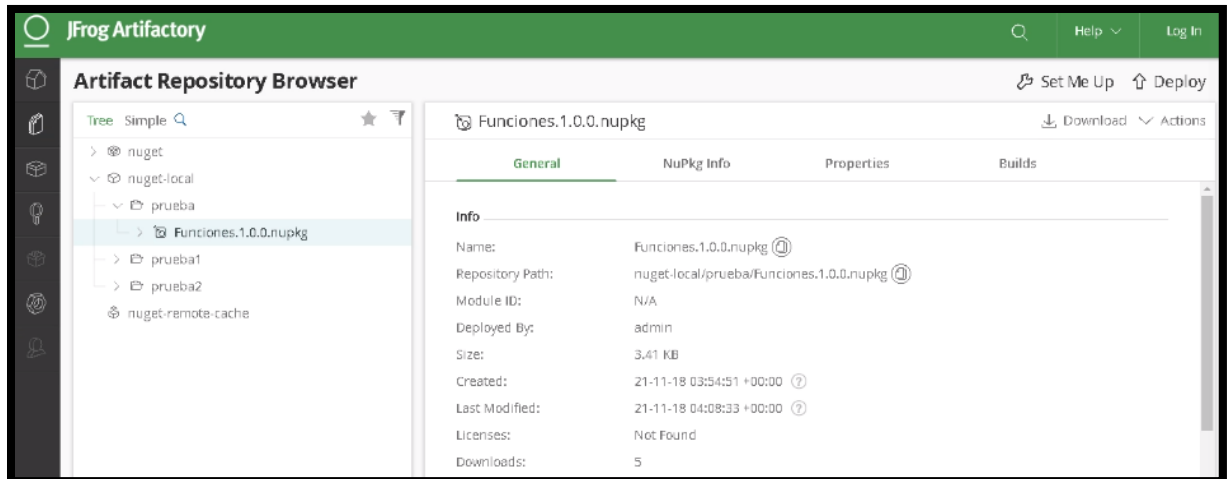 JFrog Artifactory
Help
Log In
Artifact Repository Browser
Set Me Up
Deploy
Tree Simple
nuget
nuget-local
prueba
Funciones.1.0.0.nupkg
prueba1
prueba2
nuget-remote-cache
Funciones.1.0.0.nupkg
Download
Actions
General NuPkg Info Properties Builds
Info
Name: Funciones.1.0.0.nupkg
Repository Path: nuget-local/prueba/Funciones.1.0.0.nupkg
Module ID: N/A
Deployed By: admin
Size: 3.41 KB
Created: 21-11-18 03:54:51 +00:00 ?
Last Modified: 21-11-18 04:08:33 +00:00 ?
Licenses: Not Found
Downloads: 5